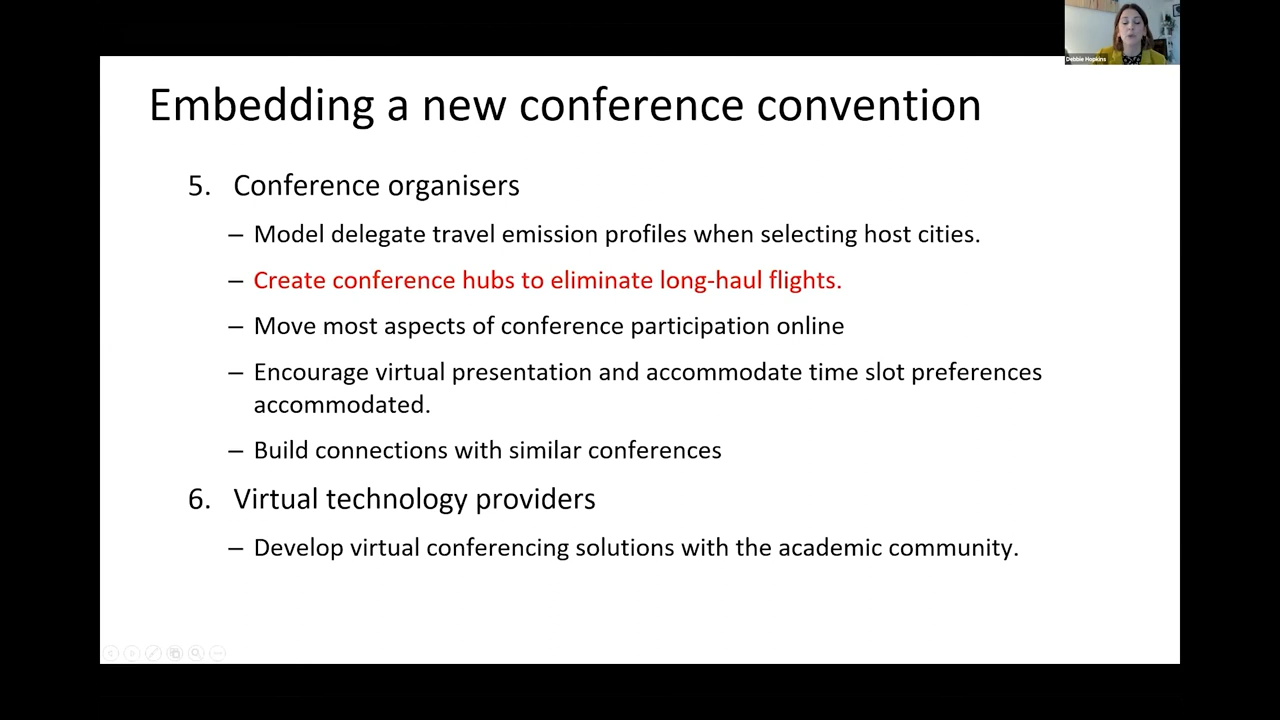 Debbie Hopkins
Embedding a new conference convention
5. Conference organisers
– Model delegate travel emission profiles when selecting host cities.
– Create conference hubs to eliminate long-haul flights.
– Move most aspects of conference participation online
– Encourage virtual presentation and accommodate time slot preferences
accommodated.
– Build connections with similar conferences
6. Virtual technology providers
– Develop virtual conferencing solutions with the academic community.